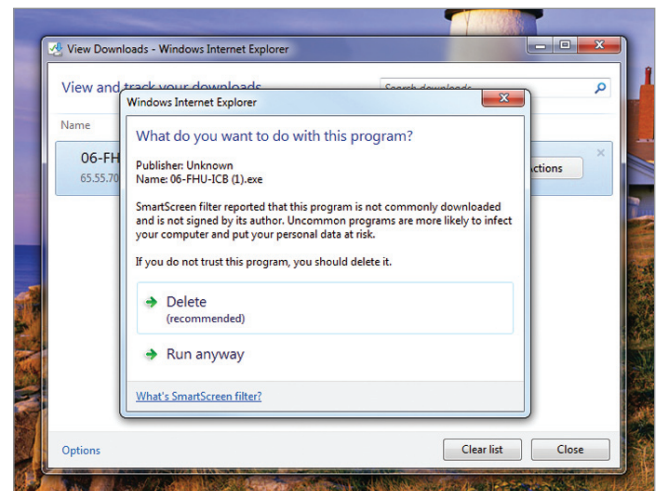 View Downloads - Windows Internet Explorer
View and track your downloads
Search downloads
Windows Internet Explorer
Name
What do you want to do with this program?
06-FH
65.55.70
Actions
Publisher: Unknown
Name: 06-FHU-ICB (1).exe
SmartScreen filter reported that this program is not commonly downloaded
and is not signed by its author. Uncommon programs are more likely to infect
your computer and put your personal data at risk.
If you do not trust this program, you should delete it.
Delete
(recommended)
Run anyway
What's SmartScreen filter?
Options
Clear list
Close